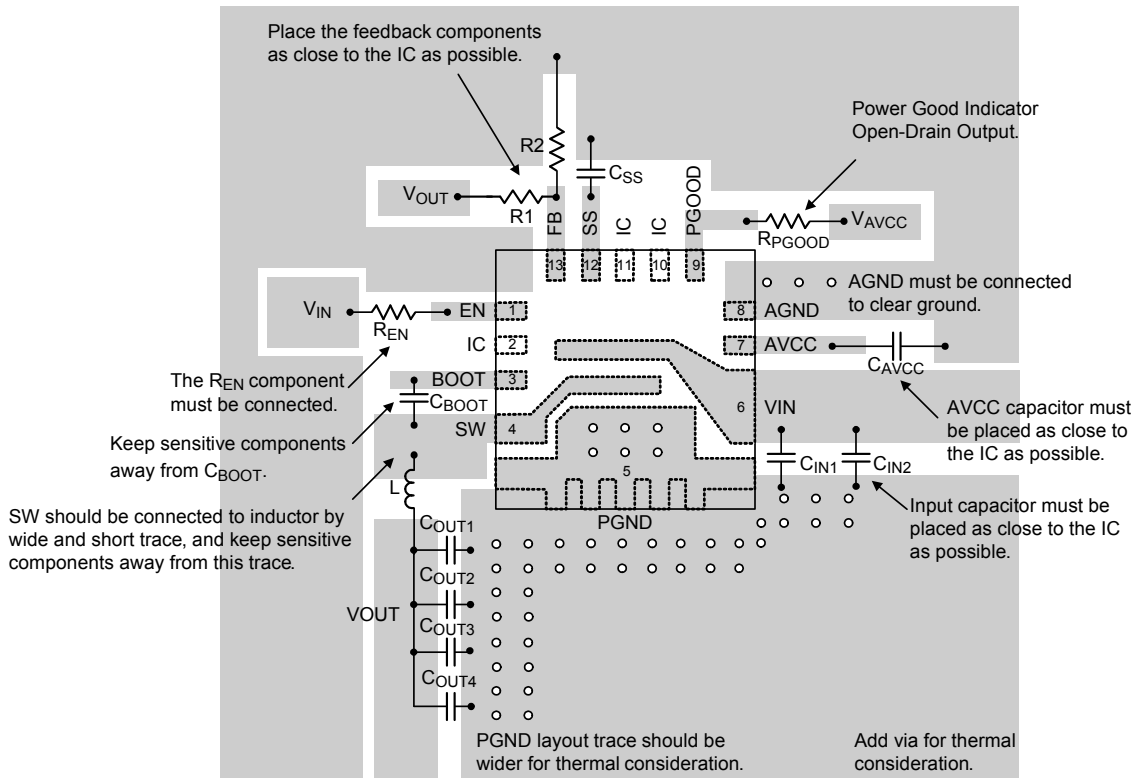 Place the feedback components
as close to the IC as possible.
Power Good Indicator
Open-Drain Output.
R2
CSS
VOUT
R1
FB
SS
IC
IC
PGOOD
RPGOOD
VAVCC
13
12
11
10
9
VIN
REN
EN
1
8
AGND
AGND must be connected
to clear ground.
IC
2
7
AVCC
CAVCC
The REN component
must be connected.
BOOT
3
CBOOT
6
VIN
AVCC capacitor must
be placed as close to
the IC as possible.
SW
4
Keep sensitive components
away from CBOOT.
CIN1
CIN2
L
5
PGND
Input capacitor must be
placed as close to the IC
as possible.
SW should be connected to inductor by
wide and short trace, and keep sensitive
components away from this trace.
COUT1
COUT2
VOUT
COUT3
COUT4
PGND layout trace should be
wider for thermal consideration.
Add via for thermal
consideration.